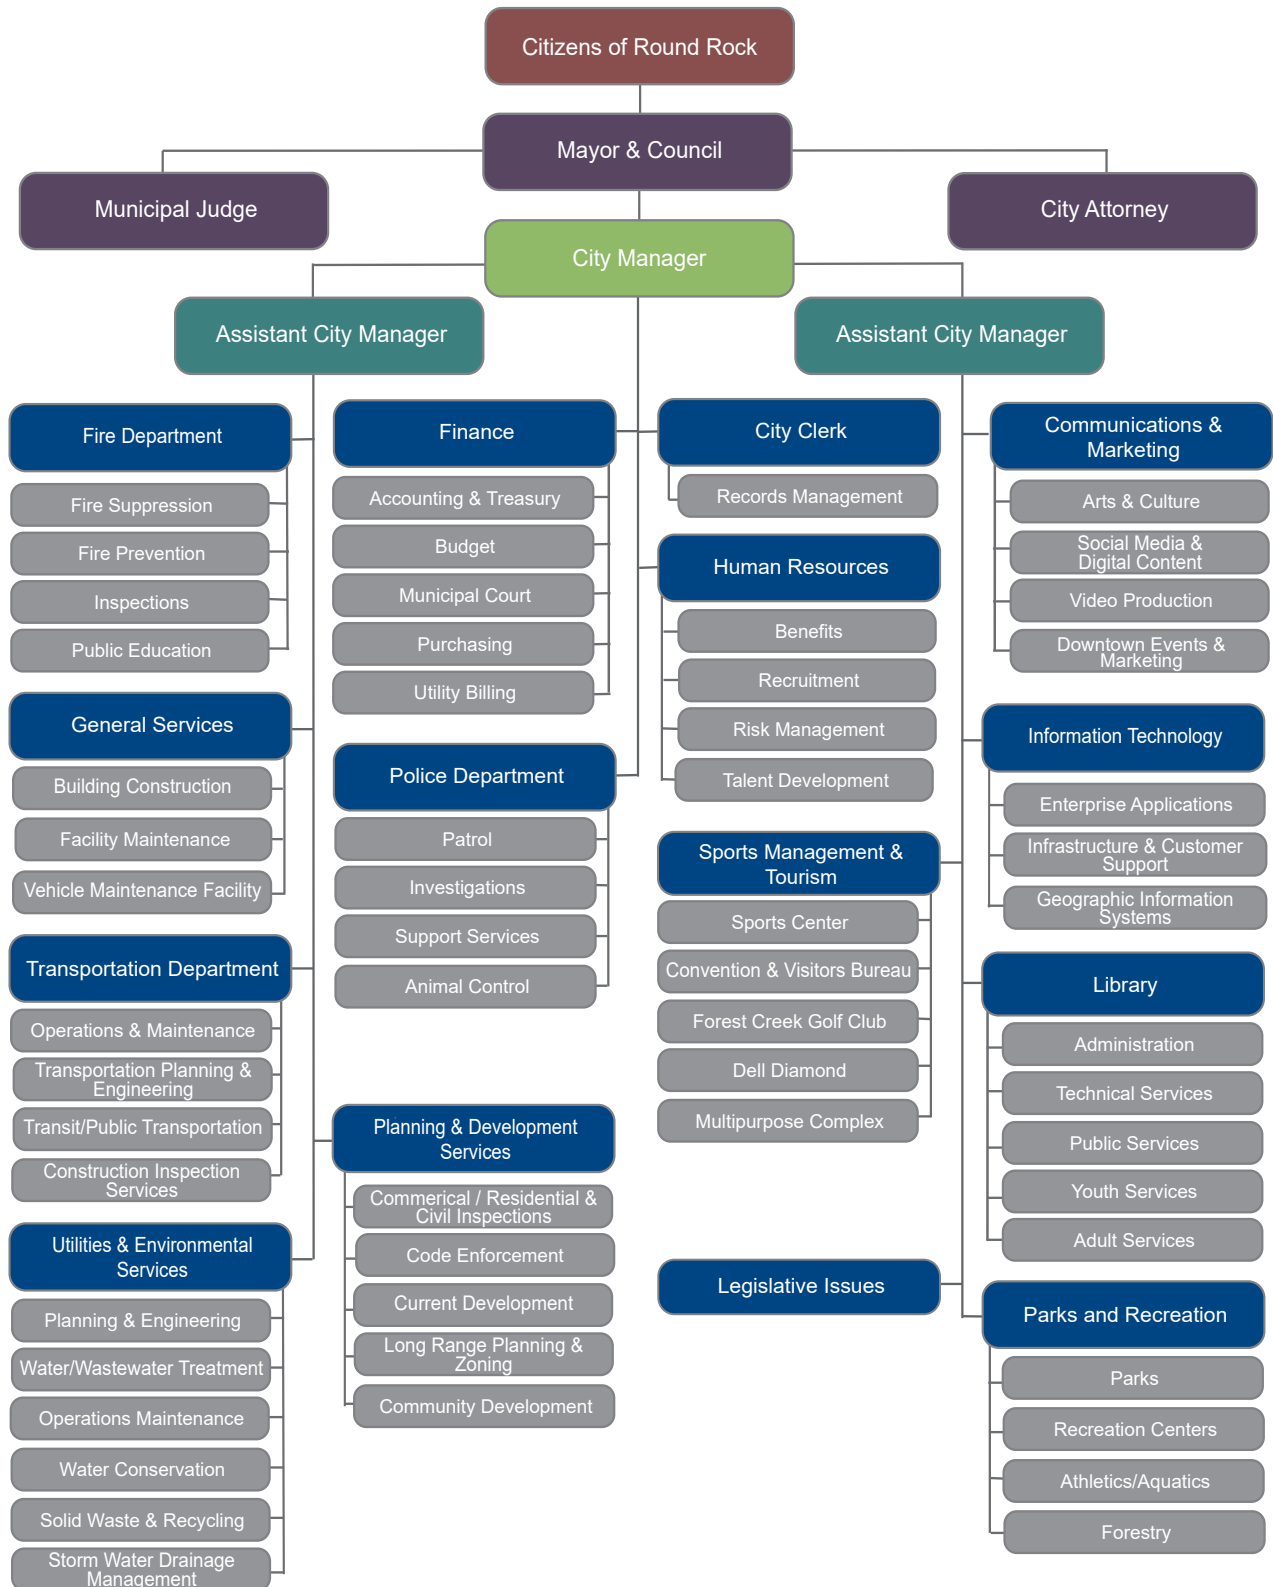 Citizens of Round Rock
Mayor & Council
Municipal Judge
City Attorney
City Manager
Assistant City Manager
Assistant City Manager
Fire Department
Fire Suppression
Fire Prevention
Inspections
Public Education
General Services
Building Construction
Facility Maintenance
Vehicle Maintenance Facility
Transportation Department
Operations & Maintenance
Transportation Planning &
Engineering
Transit/Public Transportation
Construction Inspection
Services
Utilities & Environmental
Services
Planning & Engineering
Water/Wastewater Treatment
Operations Maintenance
Water Conservation
Solid Waste & Recycling
Storm Water Drainage
Management
Finance
Accounting & Treasury
Budget
Municipal Court
Purchasing
Utility Billing
Police Department
Patrol
Investigations
Support Services
Animal Control
Planning & Development
Services
Commerical / Residential &
Civil Inspections
Code Enforcement
Current Development
Long Range Planning &
Zoning
Community Development
City Clerk
Records Management
Human Resources
Benefits
Recruitment
Risk Management
Talent Development
Sports Management &
Tourism
Sports Center
Convention & Visitors Bureau
Forest Creek Golf Club
Dell Diamond
Multipurpose Complex
Legislative Issues
Communications &
Marketing
Arts & Culture
Social Media &
Digital Content
Video Production
Downtown Events &
Marketing
Information Technology
Enterprise Applications
Infrastructure & Customer
Support
Geographic Information
Systems
Library
Administration
Technical Services
Public Services
Youth Services
Adult Services
Parks and Recreation
Parks
Recreation Centers
Athletics/Aquatics
Forestry